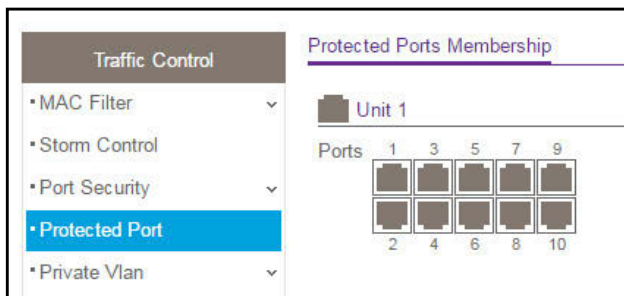 Traffic Control
MAC Filter
Storm Control
Port Security
Protected Port
Private Vlan
Protected Ports Membership
Unit 1
Ports 1 3 5 7 9
2 4 6 8 10